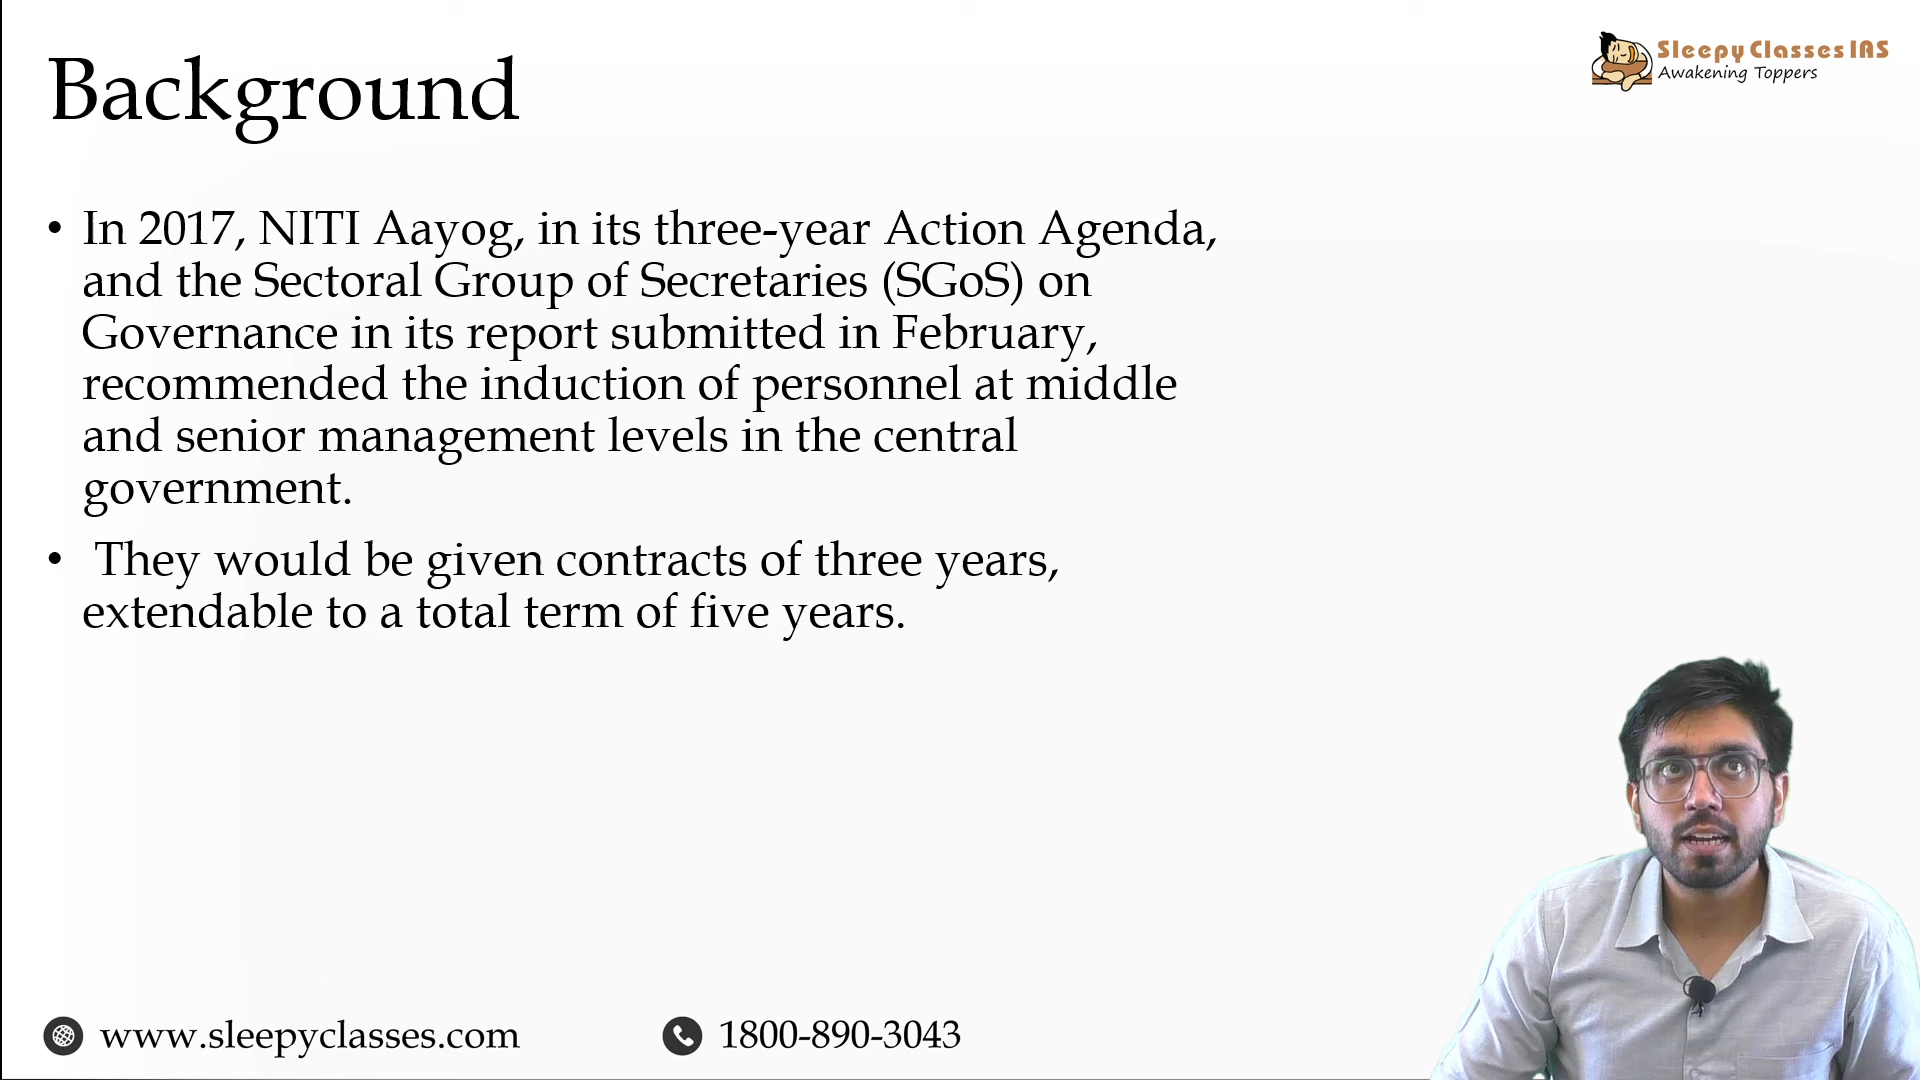 Background
Sleepy Classes IAS
Awakening Toppers
• In 2017, NITI Aayog, in its three-year Action Agenda,
and the Sectoral Group of Secretaries (SGoS) on
Governance in its report submitted in February,
recommended the induction of personnel at middle
and senior management levels in the central
government.
• They would be given contracts of three years,
extendable to a total term of five years.
www.sleepyclasses.com
1800-890-3043